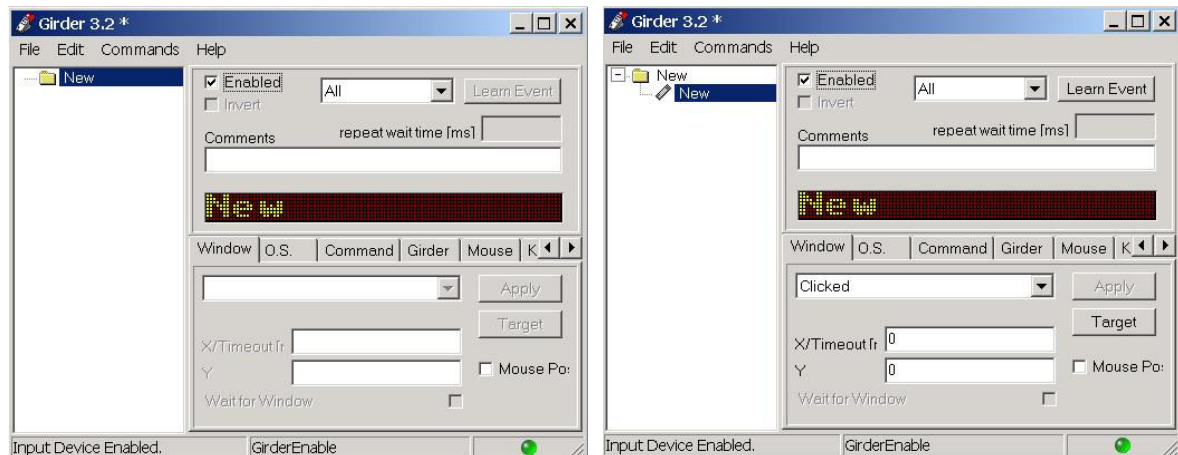 Girder 3.2 *
File Edit Commands Help
New
Enabled
All
Learn Event
Invert
Comments
repeat wait time [ms]
New
Window O.S. Command Girder Mouse K
Apply
Target
X/Timeout [r
Y
Mouse Po
Wait for Window
Input Device Enabled. GirderEnable
Girder 3.2 *
File Edit Commands Help
New
New
Enabled
All
Learn Event
Invert
Comments
repeat wait time [ms]
New
Window O.S. Command Girder Mouse K
Clicked
Apply
Target
X/Timeout [r 0
Y 0
Mouse Po
Wait for Window
Input Device Enabled. GirderEnable